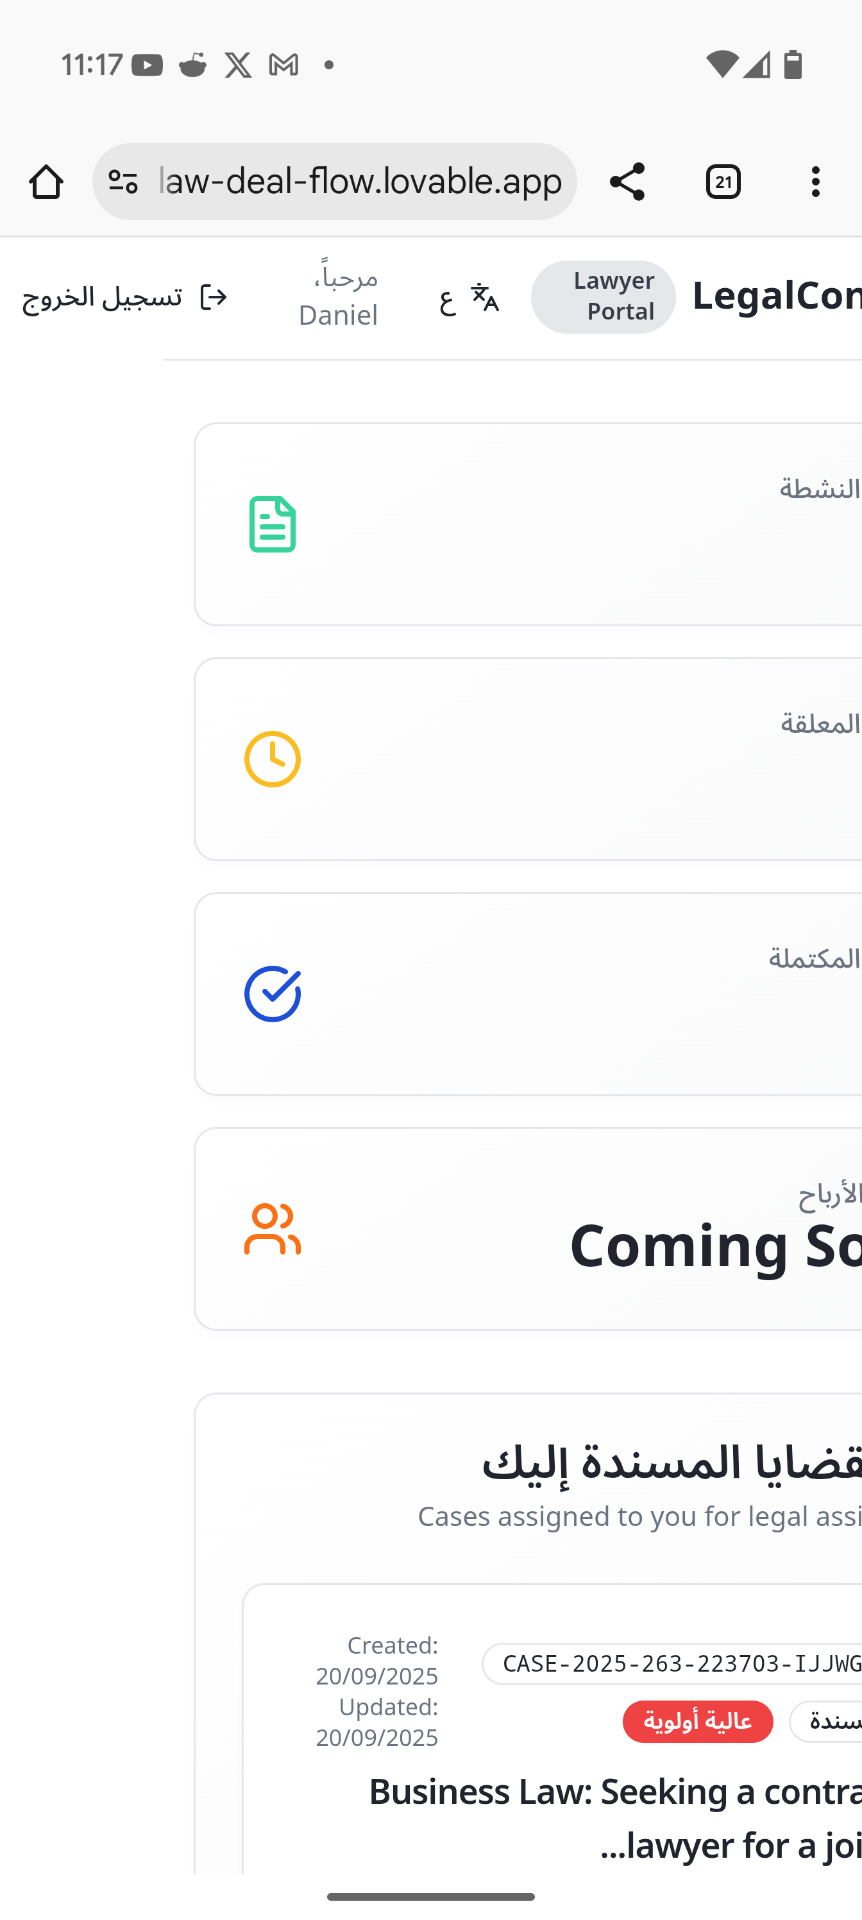 11:17
law-deal-flow.lovable.app
21
LegalCon
Lawyer
Portal
ع
مرحباً،
Daniel
تسجيل الخروج
النشطة
المعلقة
المكتملة
الأرباح
Coming So
قضايا المسندة إليك
Cases assigned to you for legal assi
CASE-2025-263-223703-IJJWG
Created:
20/09/2025
Updated:
20/09/2025
سندة
عالية أولوية
Business Law: Seeking a contra
...lawyer for a joi